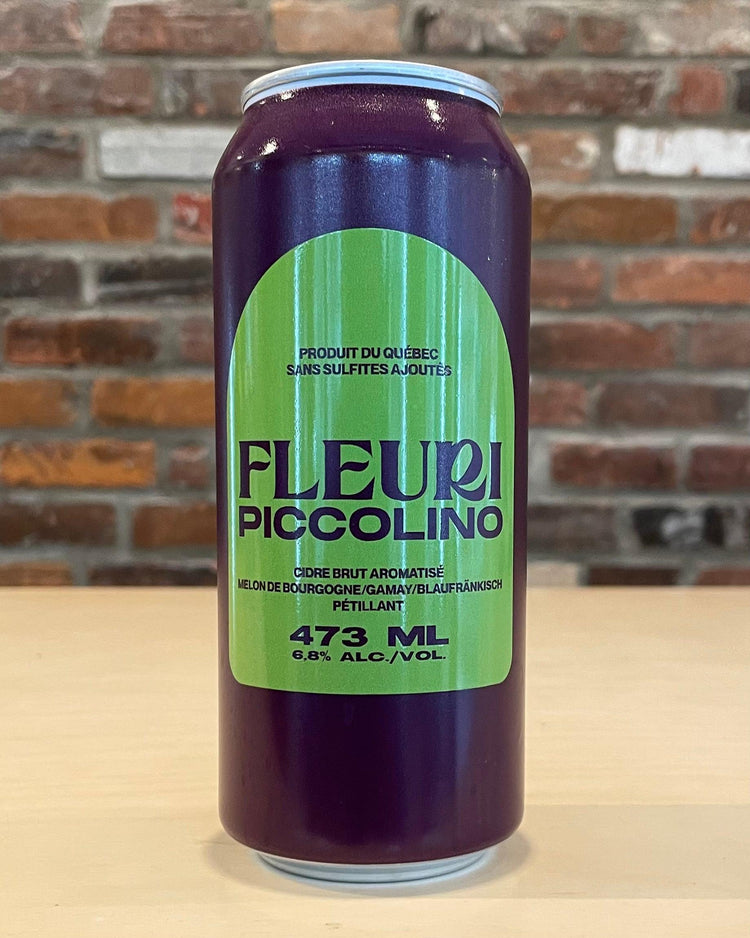 PRODUIT DU QUÉBEC
SANS SULFITES AJOUTÉS
FLEURI
PICCOLINO
CIDRE BRUT AROMATISÉ
MELON DE BOURGOGNE/GAMAY/BLAUFRÄNKISCH
PÉTILLANT
473 ML
6,8% ALC./VOL.